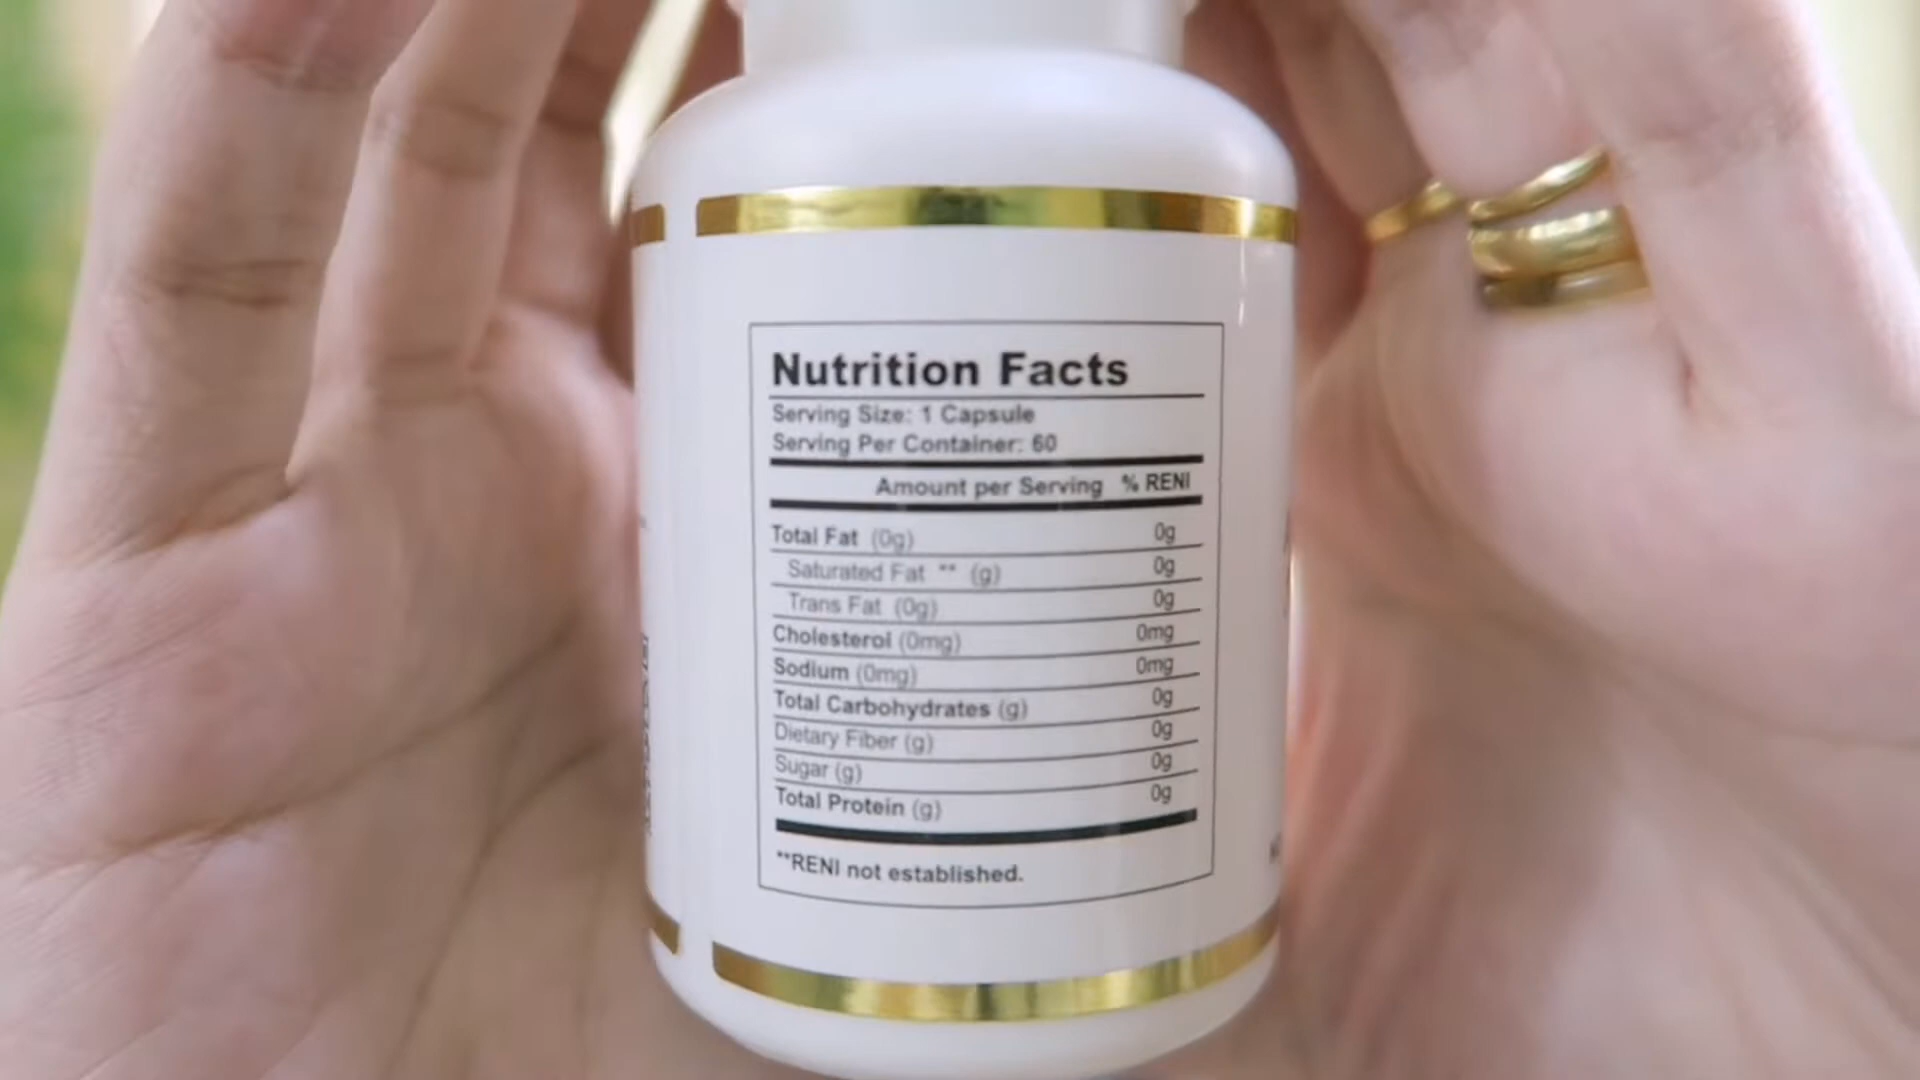 Nutrition Facts
Serving Size: 1 Capsule
Serving Per Container: 60
Amount per Serving % RENI
Total Fat (0g) 0g
Saturated Fat ** (g) 0g
Trans Fat (0g) 0g
Cholesterol (0mg) 0mg
Sodium (0mg) 0mg
Total Carbohydrates (g) 0g
Dietary Fiber (g) 0g
Sugar (g) 0g
Total Protein (g) 0g
**RENI not established.